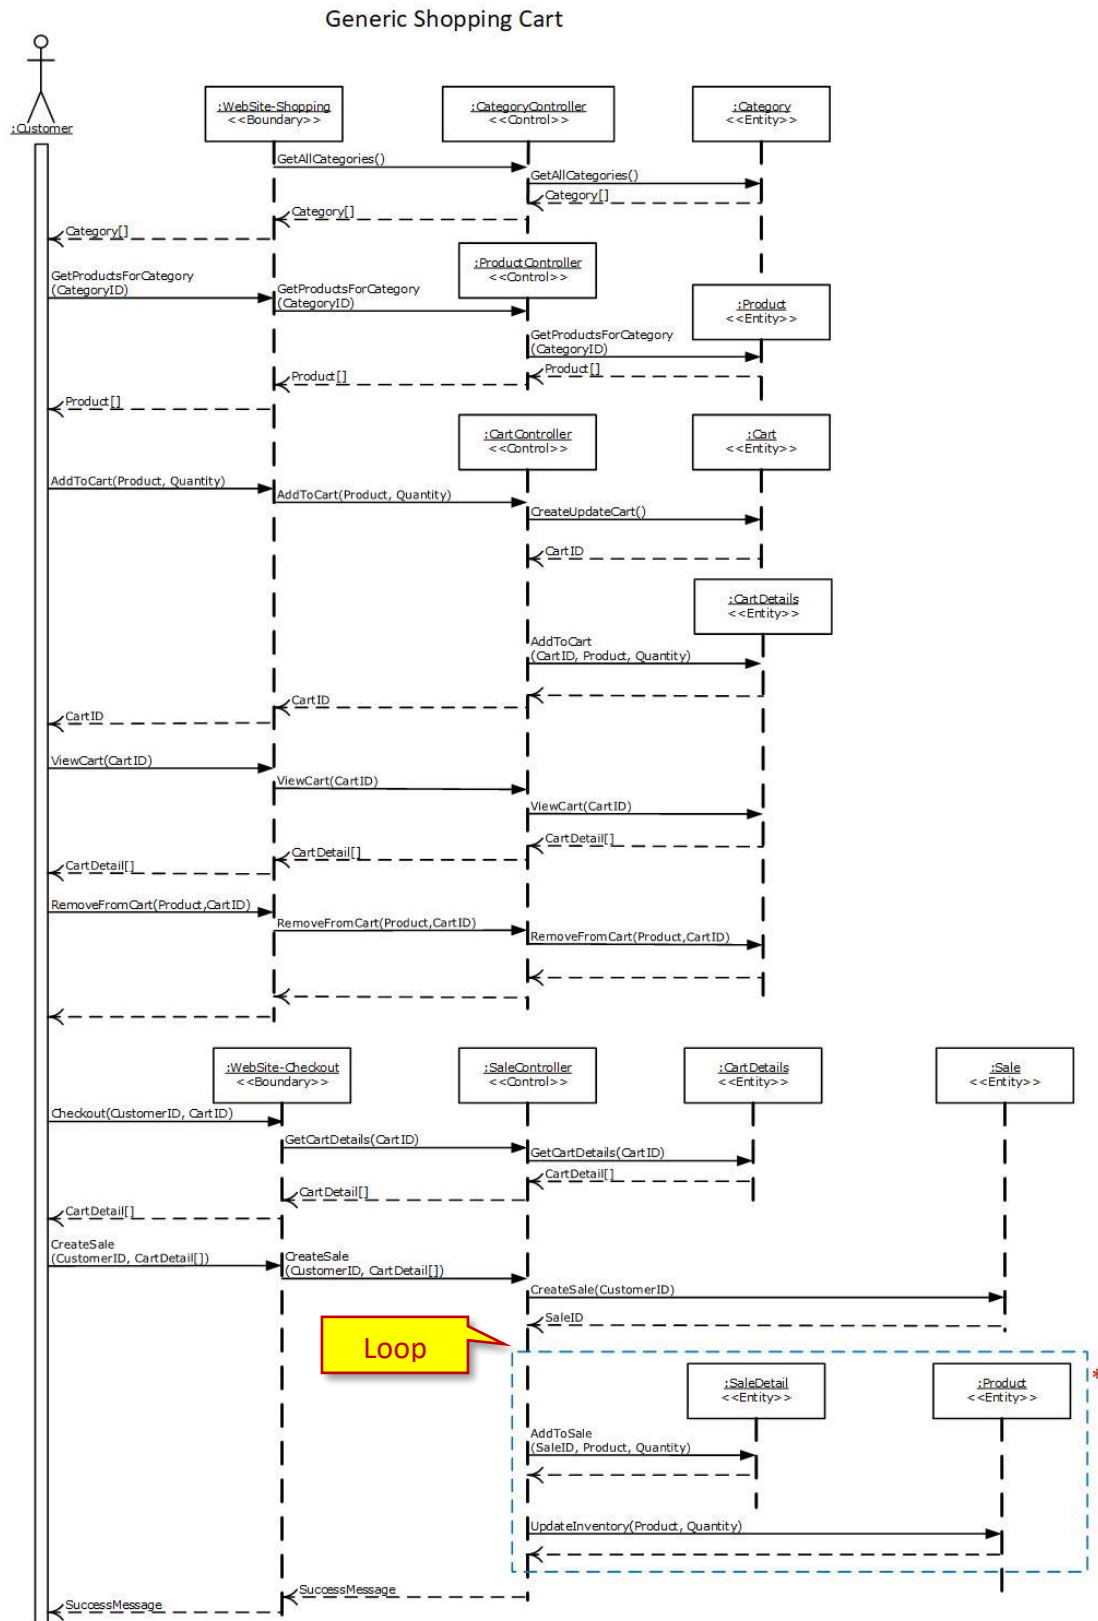 Generic Shopping Cart
:Customer
:WebSite-Shopping
<<Boundary>>
:CategoryController
<<Control>>
:Category
<<Entity>>
GetAllCategories()
GetAllCategories()
Category[]
Category[]
Category[]
:ProductController
<<Control>>
GetProductsForCategory
(CategoryID)
GetProductsForCategory
(CategoryID)
:Product
<<Entity>>
GetProductsForCategory
(CategoryID)
Product[]
Product[]
Product[]
:CartController
<<Control>>
:Cart
<<Entity>>
AddToCart(Product, Quantity)
AddToCart(Product, Quantity)
CreateUpdateCart()
CartID
:CartDetails
<<Entity>>
AddToCart
(CartID, Product, Quantity)
CartID
CartID
ViewCart(CartID)
ViewCart(CartID)
ViewCart(CartID)
CartDetail[]
CartDetail[]
CartDetail[]
RemoveFromCart(Product,CartID)
RemoveFromCart(Product,CartID)
RemoveFromCart(Product,CartID)
:WebSite-Checkout
<<Boundary>>
:SaleController
<<Control>>
:CartDetails
<<Entity>>
:Sale
<<Entity>>
Checkout(CustomerID, CartID)
GetCartDetails(CartID)
GetCartDetails(CartID)
CartDetail[]
CartDetail[]
CartDetail[]
CreateSale
(CustomerID, CartDetail[])
CreateSale
(CustomerID, CartDetail[])
CreateSale(CustomerID)
SaleID
Loop
*
:SaleDetail
<<Entity>>
:Product
<<Entity>>
AddToSale
(SaleID, Product, Quantity)
UpdateInventory(Product, Quantity)
SuccessMessage
SuccessMessage